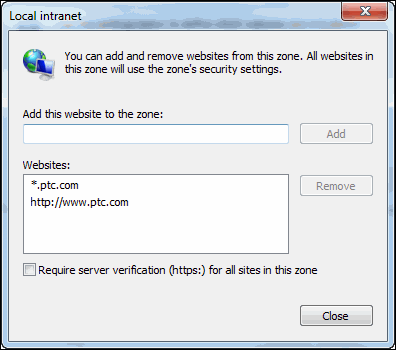 Local intranet
You can add and remove websites from this zone. All websites in
this zone will use the zone's security settings.
Add this website to the zone:
Add
Websites:
*.ptc.com
http://www.ptc.com
Remove
Require server verification (https:) for all sites in this zone
Close